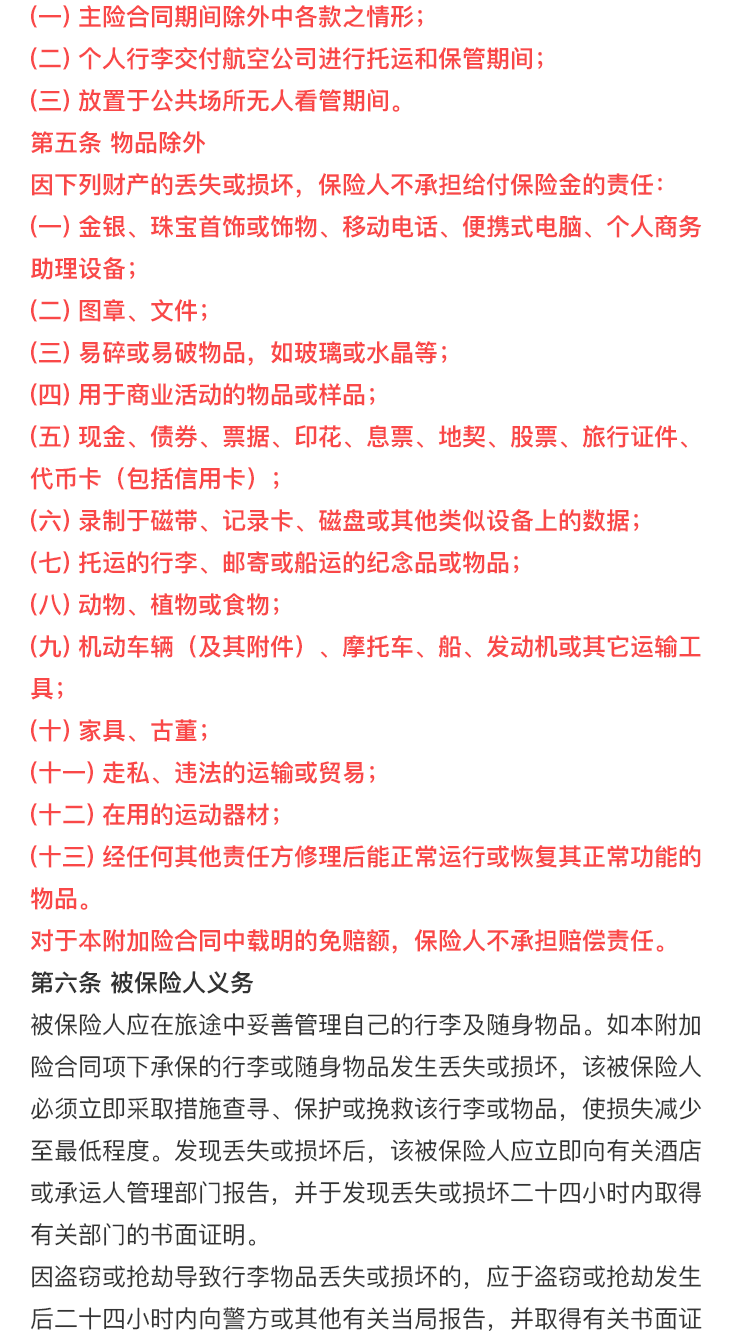 (一) 主险合同期间除外中各款之情形；
(二) 个人行李交付航空公司进行托运和保管期间；
(三) 放置于公共场所无人看管期间。
第五条 物品除外
因下列财产的丢失或损坏，保险人不承担给付保险金的责任：
(一) 金银、珠宝首饰或饰物、移动电话、便携式电脑、个人商务
助理设备；
(二) 图章、文件；
(三) 易碎或易破物品，如玻璃或水晶等；
(四) 用于商业活动的物品或样品；
(五) 现金、债券、票据、印花、息票、地契、股票、旅行证件、
代币卡（包括信用卡）；
(六) 录制于磁带、记录卡、磁盘或其他类似设备上的数据；
(七) 托运的行李、邮寄或船运的纪念品或物品；
(八) 动物、植物或食物；
(九) 机动车辆（及其附件）、摩托车、船、发动机或其它运输工
具；
(十) 家具、古董；
(十一) 走私、违法的运输或贸易；
(十二) 在用的运动器材；
(十三) 经任何其他责任方修理后能正常运行或恢复其正常功能的
物品。
对于本附加险合同中载明的免赔额，保险人不承担赔偿责任。
第六条 被保险人义务
被保险人应在旅途中妥善管理自己的行李及随身物品。如本附加
险合同项下承保的行李或随身物品发生丢失或损坏，该被保险人
必须立即采取措施查寻、保护或挽救该行李或物品，使损失减少
至最低程度。发现丢失或损坏后，该被保险人应立即向有关酒店
或承运人管理部门报告，并于发现丢失或损坏二十四小时内取得
有关部门的书面证明。
因盗窃或抢劫导致行李物品丢失或损坏的，应于盗窃或抢劫发生
后二十四小时内向警方或其他有关当局报告，并取得有关书面证